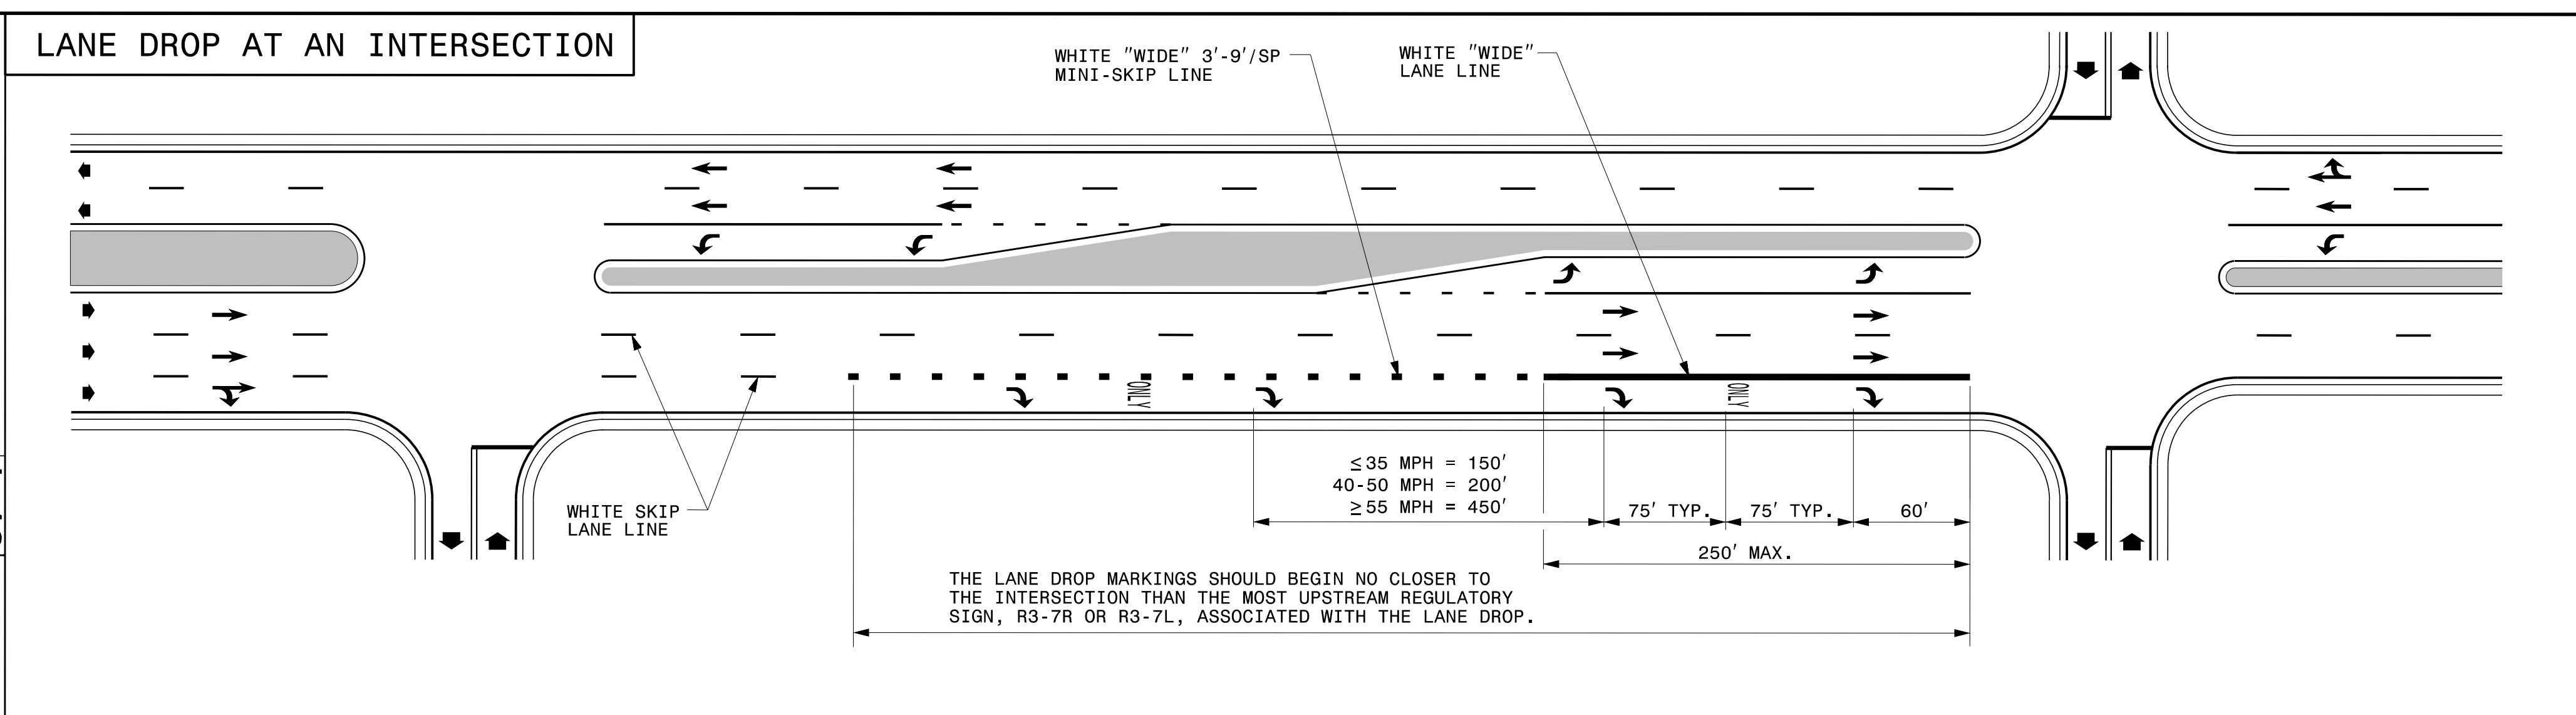 LANE DROP AT AN INTERSECTION
WHITE "WIDE" 3'-9'/SP
MINI-SKIP LINE
WHITE "WIDE"
LANE LINE
ONLY
ONLY
WHITE SKIP
LANE LINE
≤35 MPH = 150'
40-50 MPH = 200'
≥55 MPH = 450'
75' TYP.
75' TYP.
60'
250' MAX.
THE LANE DROP MARKINGS SHOULD BEGIN NO CLOSER TO
THE INTERSECTION THAN THE MOST UPSTREAM REGULATORY
SIGN, R3-7R OR R3-7L, ASSOCIATED WITH THE LANE DROP.